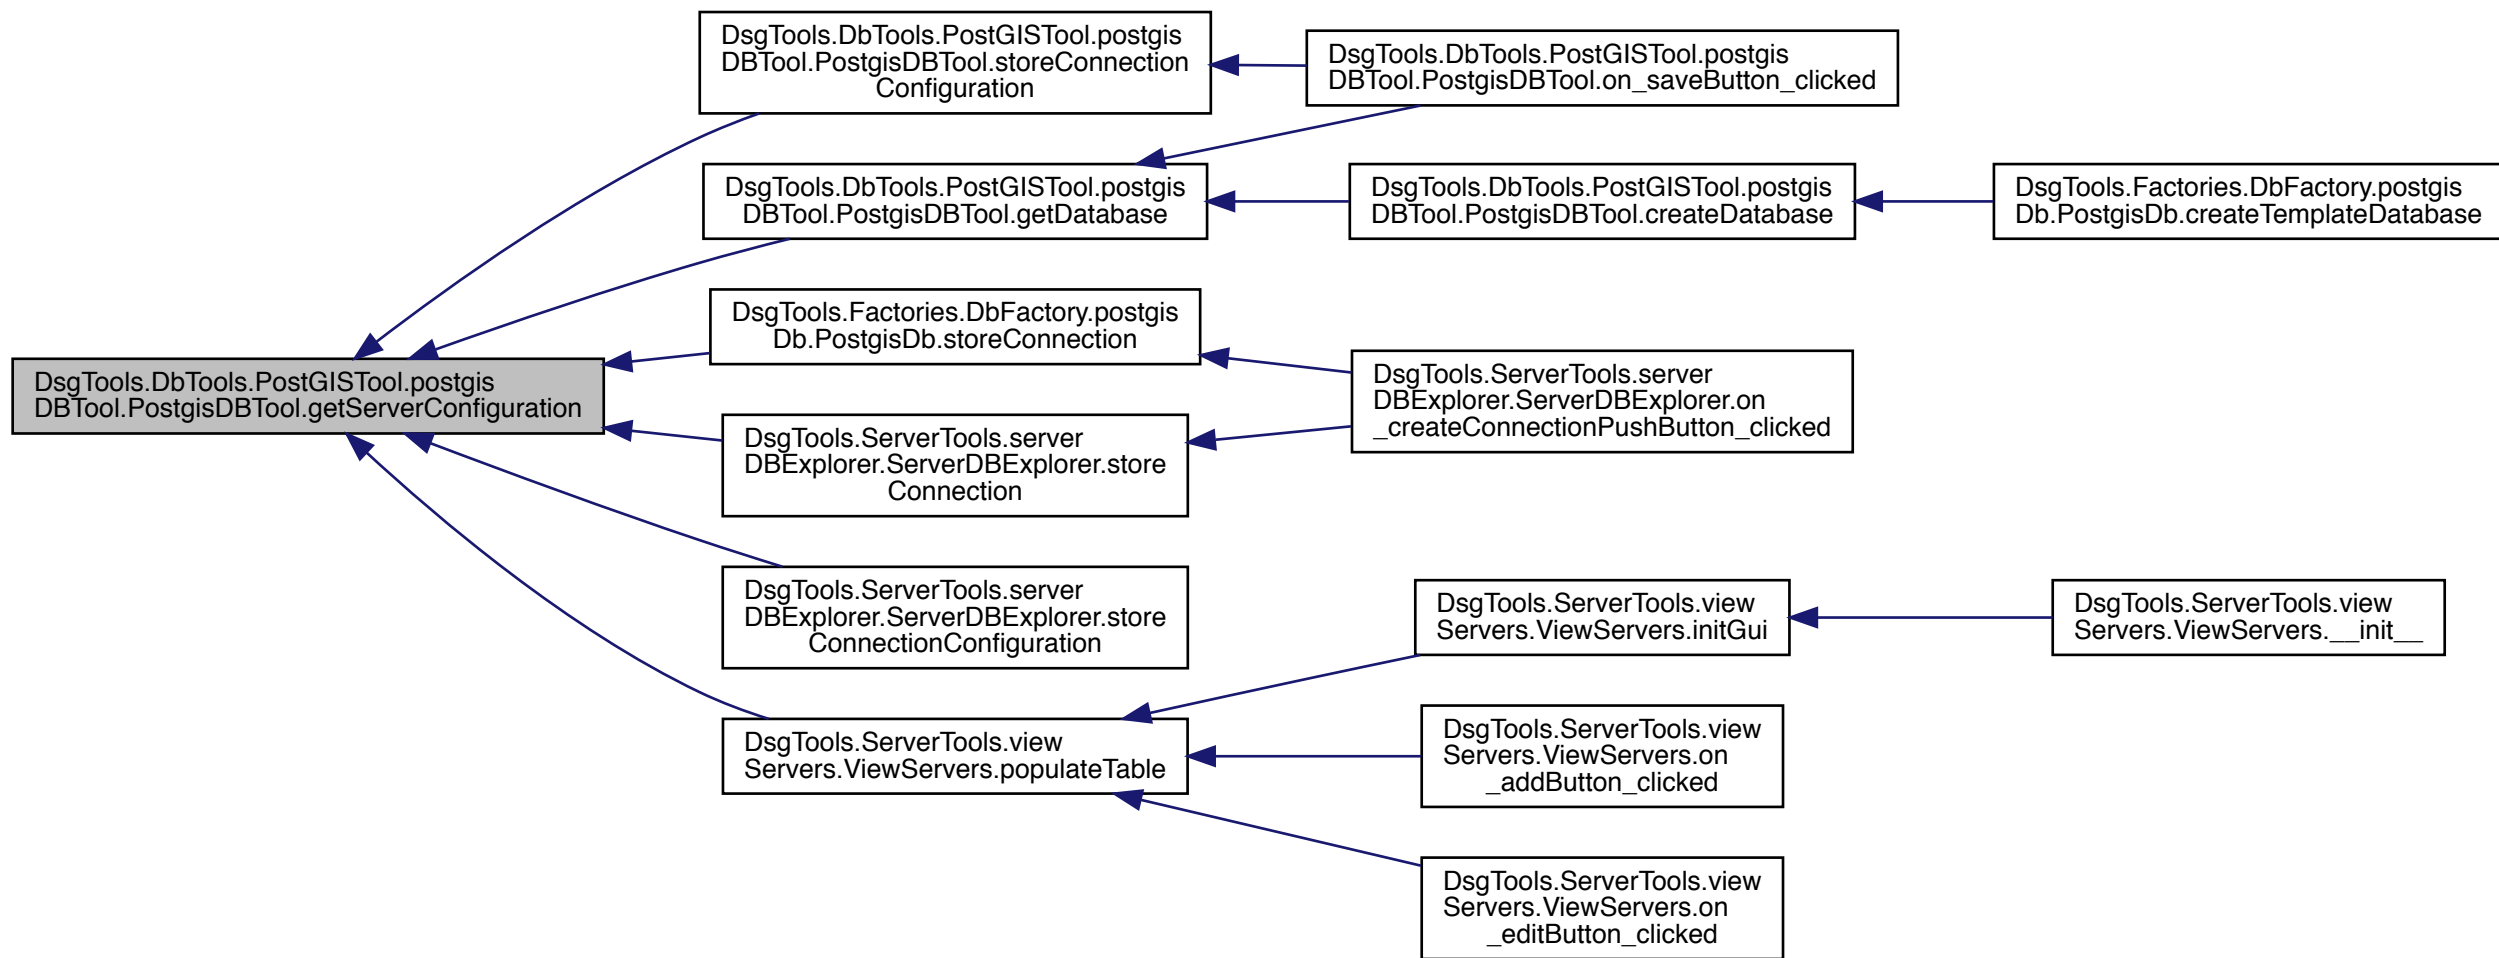 DsgTools.DbTools.PostGISTool.postgis
DBTool.PostgisDBTool.getServerConfiguration
DsgTools.DbTools.PostGISTool.postgis
DBTool.PostgisDBTool.storeConnection
Configuration
DsgTools.DbTools.PostGISTool.postgis
DBTool.PostgisDBTool.on_saveButton_clicked
DsgTools.DbTools.PostGISTool.postgis
DBTool.PostgisDBTool.getDatabase
DsgTools.DbTools.PostGISTool.postgis
DBTool.PostgisDBTool.createDatabase
DsgTools.Factories.DbFactory.postgis
Db.PostgisDb.createTemplateDatabase
DsgTools.Factories.DbFactory.postgis
Db.PostgisDb.storeConnection
DsgTools.ServerTools.server
DBExplorer.ServerDBExplorer.on
_createConnectionPushButton_clicked
DsgTools.ServerTools.server
DBExplorer.ServerDBExplorer.store
Connection
DsgTools.ServerTools.server
DBExplorer.ServerDBExplorer.store
ConnectionConfiguration
DsgTools.ServerTools.view
Servers.ViewServers.populateTable
DsgTools.ServerTools.view
Servers.ViewServers.initGui
DsgTools.ServerTools.view
Servers.ViewServers.__init__
DsgTools.ServerTools.view
Servers.ViewServers.on
_addButton_clicked
DsgTools.ServerTools.view
Servers.ViewServers.on
_editButton_clicked